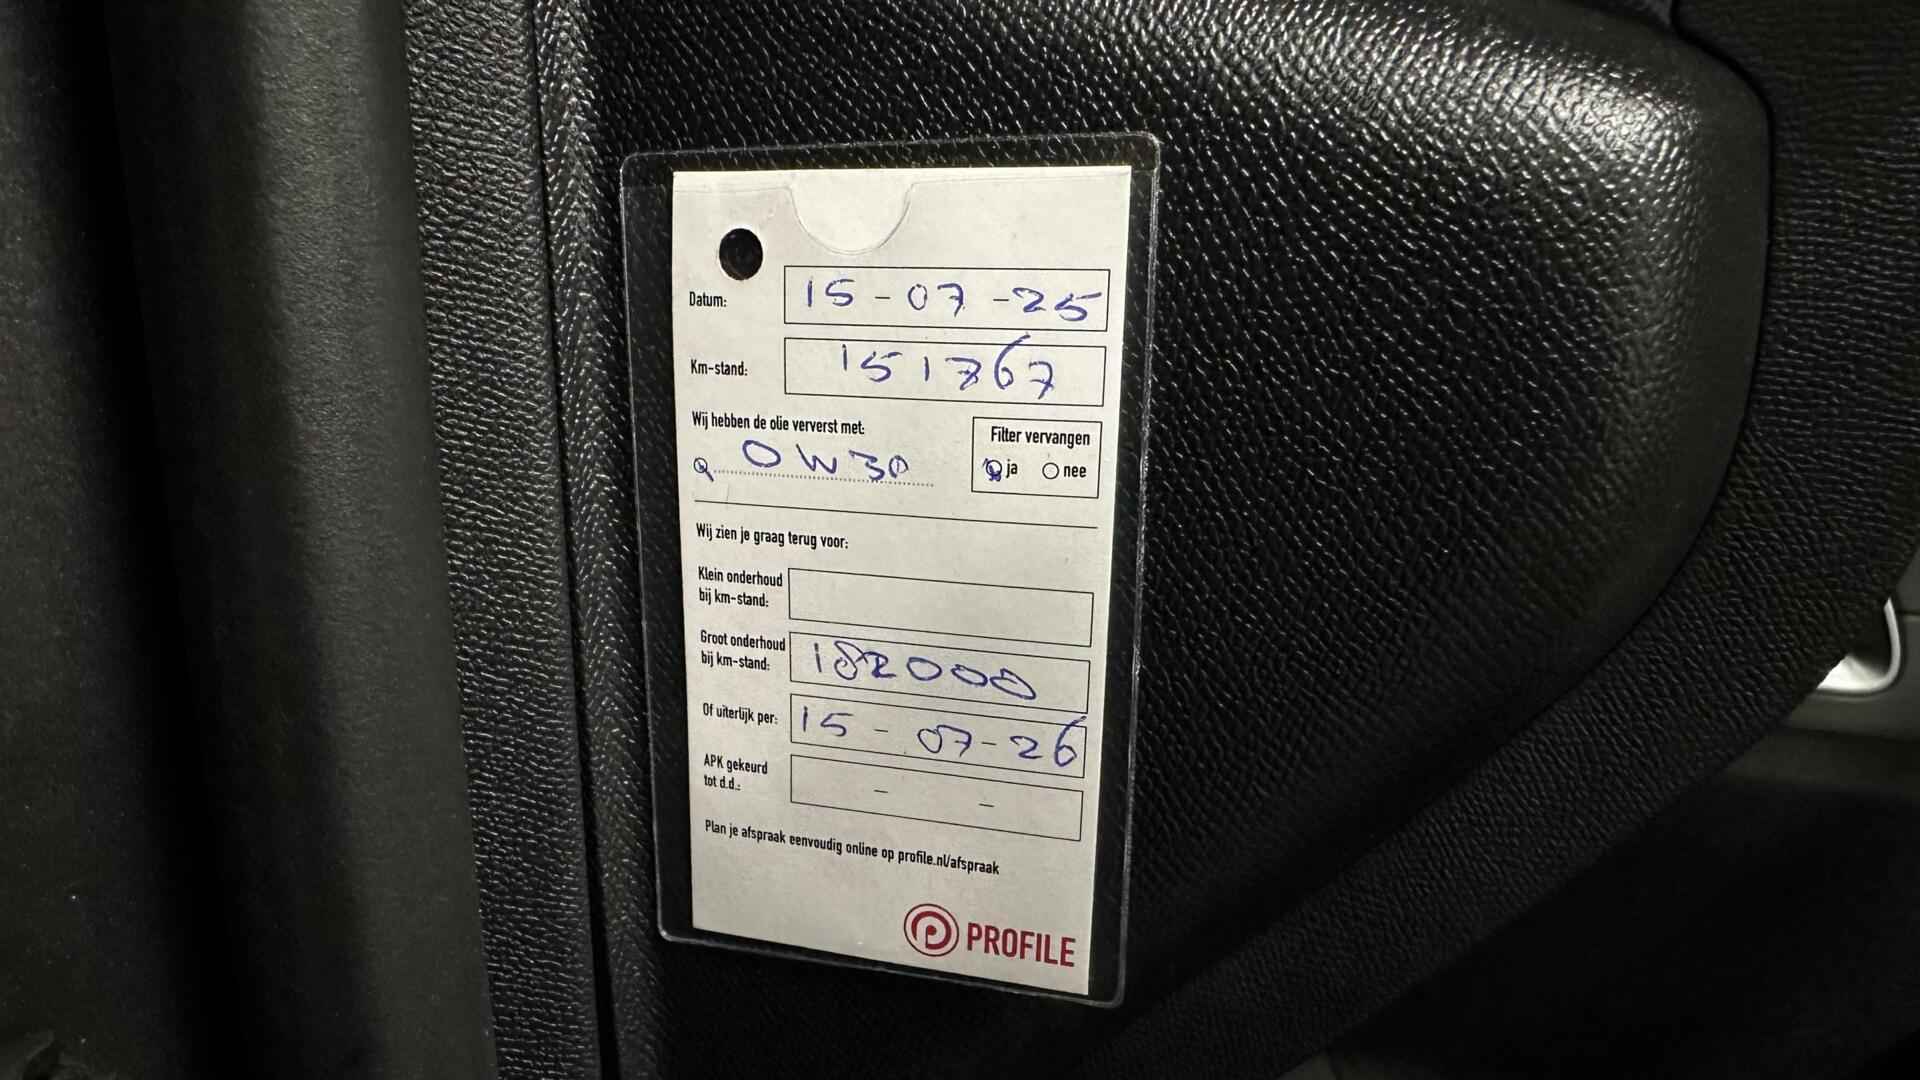 Datum: 15-07-25
Km-stand: 151767
Wij hebben de olie ververst met:
0W30
Filter vervangen
ja nee
Wij zien je graag terug voor:
Klein onderhoud
bij km-stand:
Groot onderhoud
bij km-stand: 182000
Of uiterlijk per: 15-07-26
APK gekeurd
tot d.d.: - -
Plan je afspraak eenvoudig online op profile.nl/afspraak
PROFILE